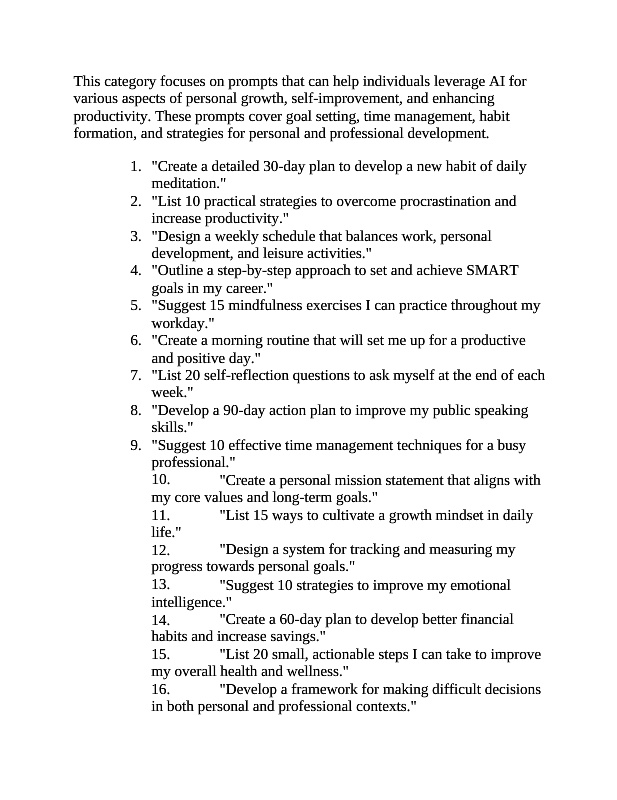 This category focuses on prompts that can help individuals leverage AI for
various aspects of personal growth, self-improvement, and enhancing
productivity. These prompts cover goal setting, time management, habit
formation, and strategies for personal and professional development.
1. "Create a detailed 30-day plan to develop a new habit of daily
meditation."
2. "List 10 practical strategies to overcome procrastination and
increase productivity."
3. "Design a weekly schedule that balances work, personal
development, and leisure activities."
4. "Outline a step-by-step approach to set and achieve SMART
goals in my career."
5. "Suggest 15 mindfulness exercises I can practice throughout my
workday."
6. "Create a morning routine that will set me up for a productive
and positive day."
7. "List 20 self-reflection questions to ask myself at the end of each
week."
8. "Develop a 90-day action plan to improve my public speaking
skills."
9. "Suggest 10 effective time management techniques for a busy
professional."
10. "Create a personal mission statement that aligns with
my core values and long-term goals."
11. "List 15 ways to cultivate a growth mindset in daily
life."
12. "Design a system for tracking and measuring my
progress towards personal goals."
13. "Suggest 10 strategies to improve my emotional
intelligence."
14. "Create a 60-day plan to develop better financial
habits and increase savings."
15. "List 20 small, actionable steps I can take to improve
my overall health and wellness."
16. "Develop a framework for making difficult decisions
in both personal and professional contexts."